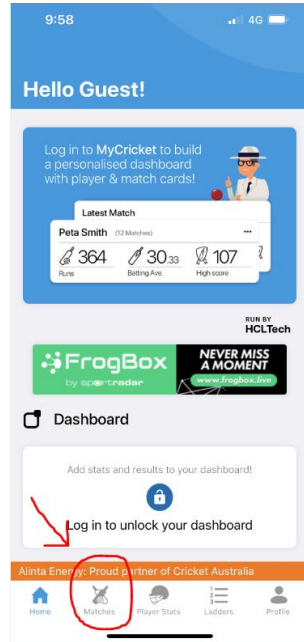 9:58
4G
Hello Guest!
Log in to MyCricket to build
a personalised dashboard
with player & match cards!
Latest Match
Peta Smith (12 Matches)
364
30.33
107
Runs
Batting Ave.
High score
RUN BY
HCLTech
FrogBox
by sportradar
NEVER MISS
A MOMENT
www.frogbox.live
Dashboard
Add stats and results to your dashboard!
Log in to unlock your dashboard
Alinta Energy: Proud partner of Cricket Australia
Home
Matches
Player Stats
Ladders
Profile